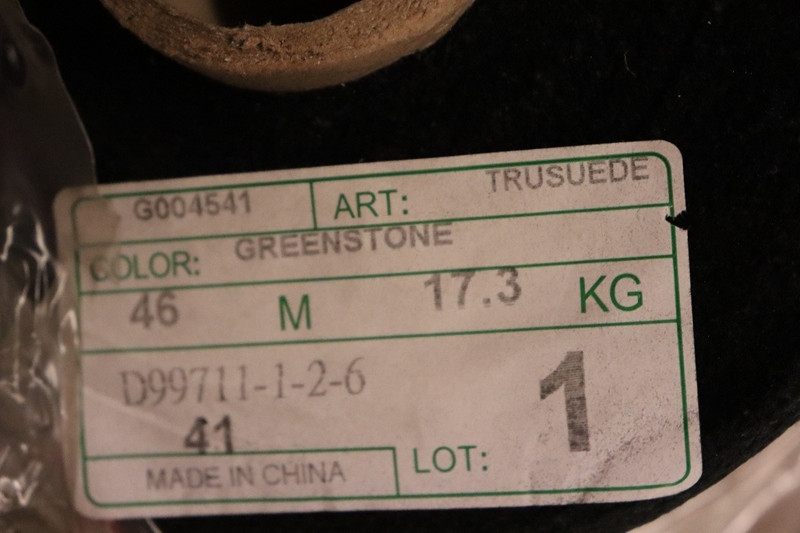 G004541 ART: TRUSUEDE
COLOR: GREENSTONE
46 M 17.3 KG
D99711-1-2-6
41
LOT: 1
MADE IN CHINA